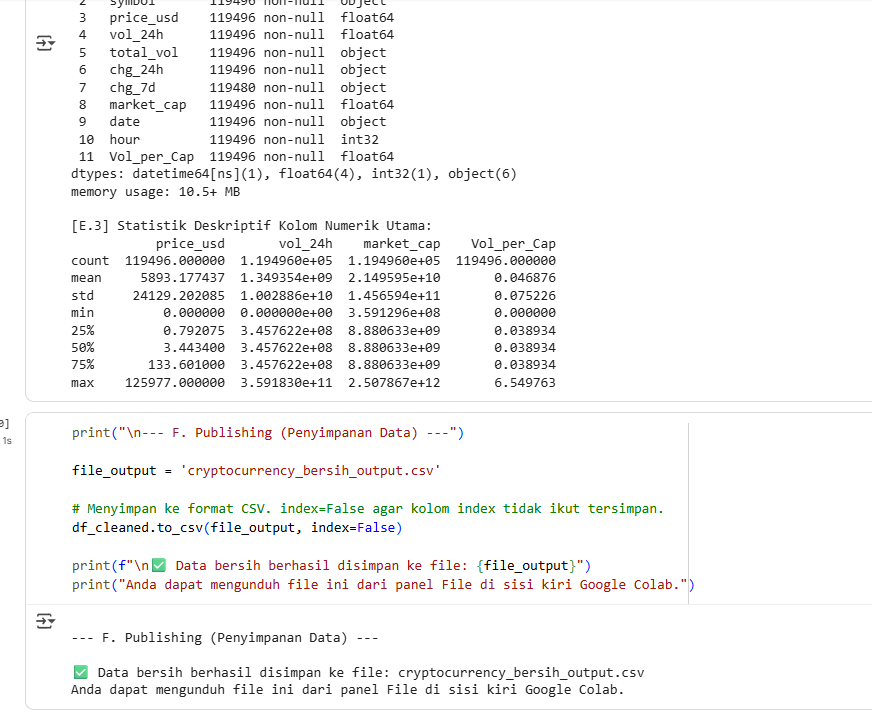 2   symbol       119496 non-null  object
3   price_usd    119496 non-null  float64
4   vol_24h      119496 non-null  float64
5   total_vol    119496 non-null  object
6   chg_24h      119496 non-null  object
7   chg_7d       119480 non-null  object
8   market_cap   119496 non-null  float64
9   date         119496 non-null  object
10  hour         119496 non-null  int32
11  Vol_per_Cap  119496 non-null  float64
dtypes: datetime64[ns](1), float64(4), int32(1), object(6)
memory usage: 10.5+ MB
[E.3] Statistik Deskriptif Kolom Numerik Utama:
price_usd       vol_24h    market_cap    Vol_per_Cap
count  119496.000000  1.194960e+05  1.194960e+05  119496.000000
mean     5893.177437  1.349354e+09  2.149595e+10       0.046876
std     24129.202085  1.002886e+10  1.456594e+11       0.075226
min         0.000000  0.000000e+00  3.591296e+08       0.000000
25%         0.792075  3.457622e+08  8.880633e+09       0.038934
50%         3.443400  3.457622e+08  8.880633e+09       0.038934
75%       133.601000  3.457622e+08  8.880633e+09       0.038934
max    125977.000000  3.591830e+11  2.507867e+12       6.549763
1s
print("\n--- F. Publishing (Penyimpanan Data) ---")
file_output = 'cryptocurrency_bersih_output.csv'
# Menyimpan ke format CSV. index=False agar kolom index tidak ikut tersimpan.
df_cleaned.to_csv(file_output, index=False)
print(f"\n✅ Data bersih berhasil disimpan ke file: {file_output}")
print("Anda dapat mengunduh file ini dari panel File di sisi kiri Google Colab.")
--- F. Publishing (Penyimpanan Data) ---
✅ Data bersih berhasil disimpan ke file: cryptocurrency_bersih_output.csv
Anda dapat mengunduh file ini dari panel File di sisi kiri Google Colab.